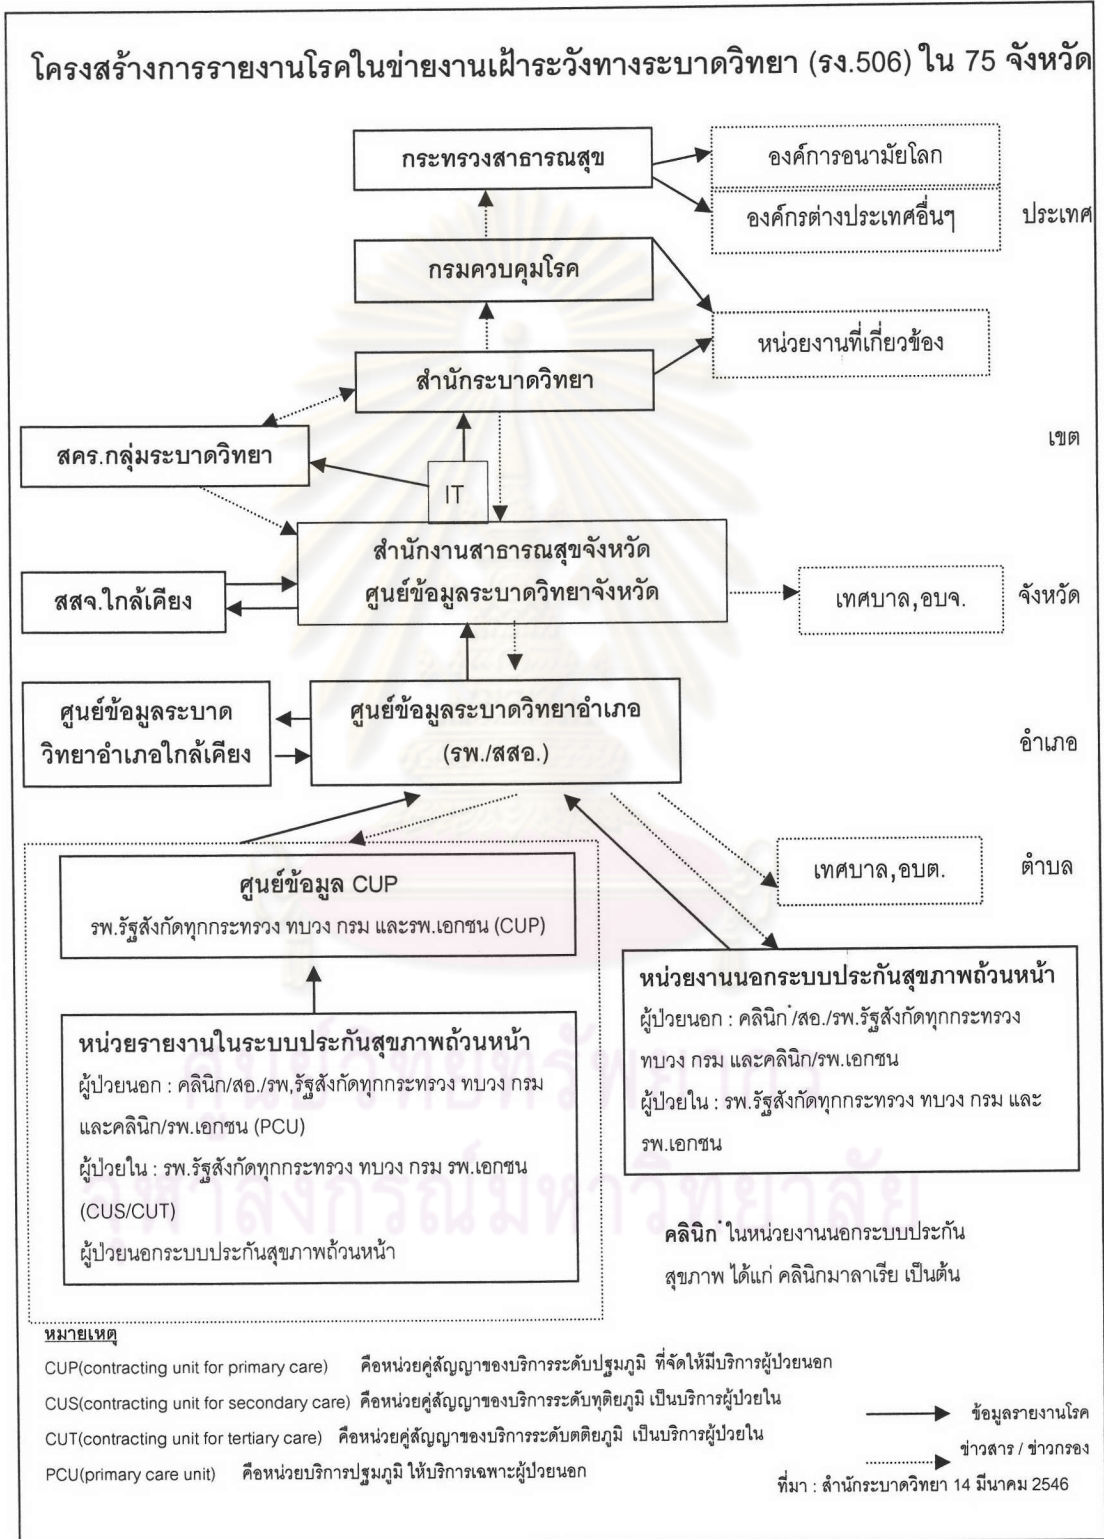 โครงสร้างการรายงานโรคในข่ายงานเฝ้าระวังทางระบาดวิทยา (รง.506) ใน 75 จังหวัด
กระทรวงสาธารณสุข
องค์การอนามัยโลก
องค์กรต่างประเทศอื่นๆ
ประเทศ
กรมควบคุมโรค
หน่วยงานที่เกี่ยวข้อง
สำนักระบาดวิทยา
เขต
สคร.กลุ่มระบาดวิทยา
IT
สำนักงานสาธารณสุขจังหวัด
ศูนย์ข้อมูลระบาดวิทยาจังหวัด
สสจ.ใกล้เคียง
เทศบาล,อบจ.
จังหวัด
ศูนย์ข้อมูลระบาด
วิทยาอำเภอใกล้เคียง
ศูนย์ข้อมูลระบาดวิทยาอำเภอ
(รพ./สสอ.)
อำเภอ
เทศบาล,อบต.
ตำบล
ศูนย์ข้อมูล CUP
รพ.รัฐสังกัดทุกกระทรวง ทบวง กรม และรพ.เอกชน (CUP)
หน่วยรายงานในระบบประกันสุขภาพถ้วนหน้า
ผู้ป่วยนอก : คลินิก/สอ./รพ,รัฐสังกัดทุกกระทรวง ทบวง กรม
และคลินิก/รพ.เอกชน (PCU)
ผู้ป่วยใน : รพ.รัฐสังกัดทุกกระทรวง ทบวง กรม รพ.เอกชน
(CUS/CUT)
ผู้ป่วยนอกระบบประกันสุขภาพถ้วนหน้า
หน่วยงานนอกระบบประกันสุขภาพถ้วนหน้า
ผู้ป่วยนอก : คลินิก*/สอ./รพ.รัฐสังกัดทุกกระทรวง
ทบวง กรม และคลินิก/รพ.เอกชน
ผู้ป่วยใน : รพ.รัฐสังกัดทุกกระทรวง ทบวง กรม และ
รพ.เอกชน
คลินิก* ในหน่วยงานนอกระบบประกัน
สุขภาพ ได้แก่ คลินิกมาลาเรีย เป็นต้น
ศูนย์วิทยทรัพยากร
จุฬาลงกรณ์มหาวิทยาลัย
หมายเหตุ
CUP(contracting unit for primary care) คือหน่วยคู่สัญญาของบริการระดับปฐมภูมิ ที่จัดให้มีบริการผู้ป่วยนอก
CUS(contracting unit for secondary care) คือหน่วยคู่สัญญาของบริการระดับทุติยภูมิ เป็นบริการผู้ป่วยใน
CUT(contracting unit for tertiary care) คือหน่วยคู่สัญญาของบริการระดับตติยภูมิ เป็นบริการผู้ป่วยใน
PCU(primary care unit) คือหน่วยบริการปฐมภูมิ ให้บริการเฉพาะผู้ป่วยนอก
ข้อมูลรายงานโรค
ข่าวสาร / ข่าวกรอง
ที่มา : สำนักระบาดวิทยา 14 มีนาคม 2546